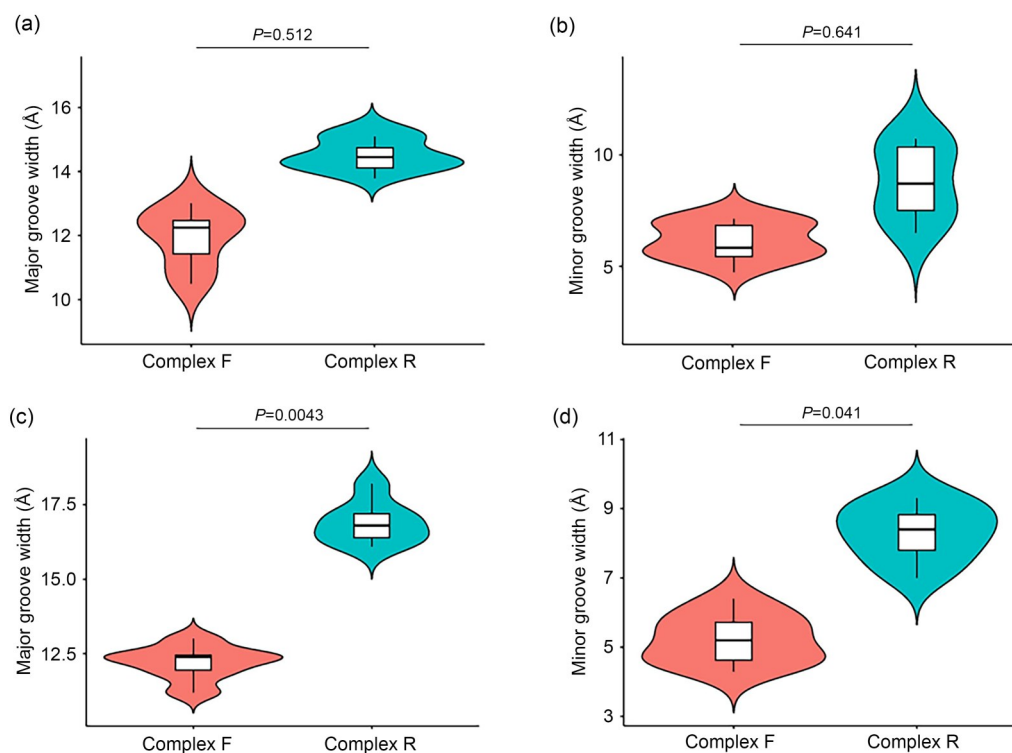 (a)
P=0.512
Major groove width (Å)
16
14
12
10
Complex F
Complex R
(b)
P=0.641
Minor groove width (Å)
10
5
Complex F
Complex R
(c)
P=0.0043
Major groove width (Å)
17.5
15.0
12.5
Complex F
Complex R
(d)
P=0.041
Minor groove width (Å)
11
9
7
5
3
Complex F
Complex R